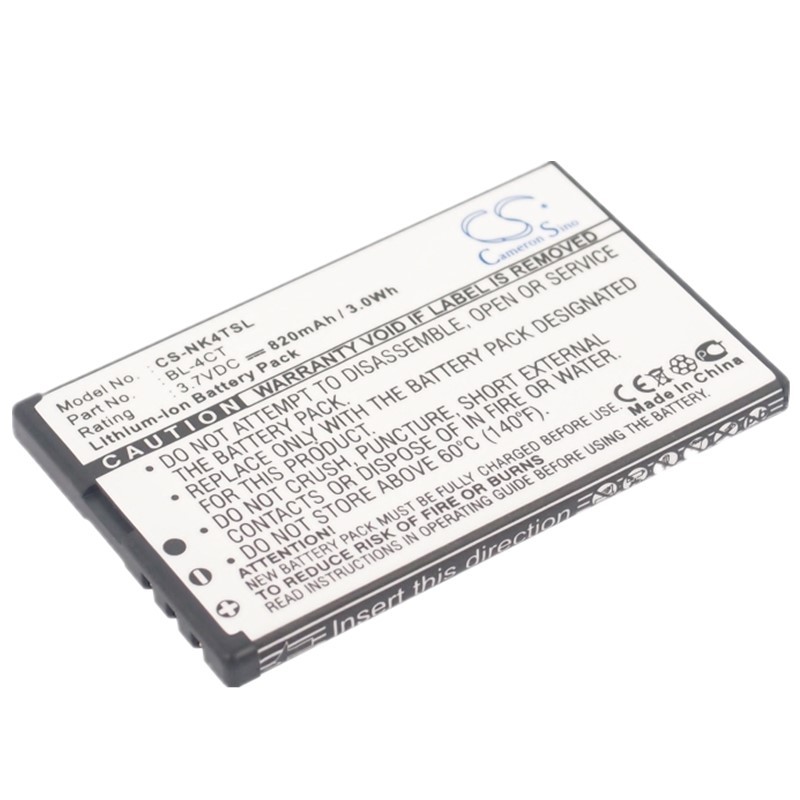 CS
Cameron Sino
Model No. : CS-NK4TSL
Part No. : BL-4CT
Rating : 3.7VDC 820mAh / 3.0Wh
Lithium-Ion Battery Pack
CAUTION WARRANTY VOID IF LABEL IS REMOVED
• DO NOT ATTEMPT TO DISASSEMBLE, OPEN OR SERVICE
THE BATTERY PACK.
• REPLACE ONLY WITH THE BATTERY PACK DESIGNATED
FOR THIS PRODUCT.
• DO NOT CRUSH, PUNCTURE, SHORT EXTERNAL
CONTACTS OR DISPOSE OF IN FIRE OR WATER.
• DO NOT STORE ABOVE 60°C (140°F)
CE
Made in China
ATTENTION!
NEW BATTERY PACK MUST BE FULLY CHARGED BEFORE USE.
TO REDUCE RISK OF FIRE OR BURNS
READ INSTRUCTIONS IN THE USER MANUAL BEFORE USING THE BATTERY.
Insert this direction